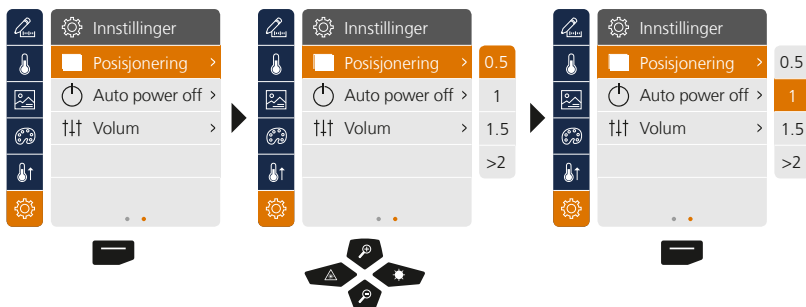 Innstillinger
Posisjonering
Auto power off
Volum
Innstillinger
Posisjonering
Auto power off
Volum
0.5
1
1.5
>2
Innstillinger
Posisjonering
Auto power off
Volum
0.5
1
1.5
>2